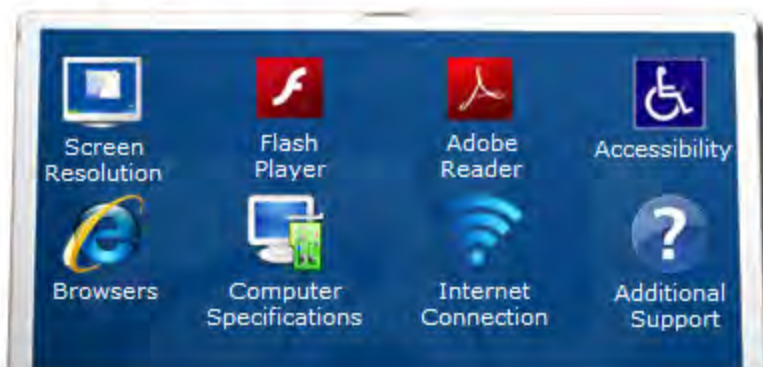 Screen
Resolution
Flash
Player
Adobe
Reader
Accessibility
Browsers
Computer
Specifications
Internet
Connection
?
Additional
Support